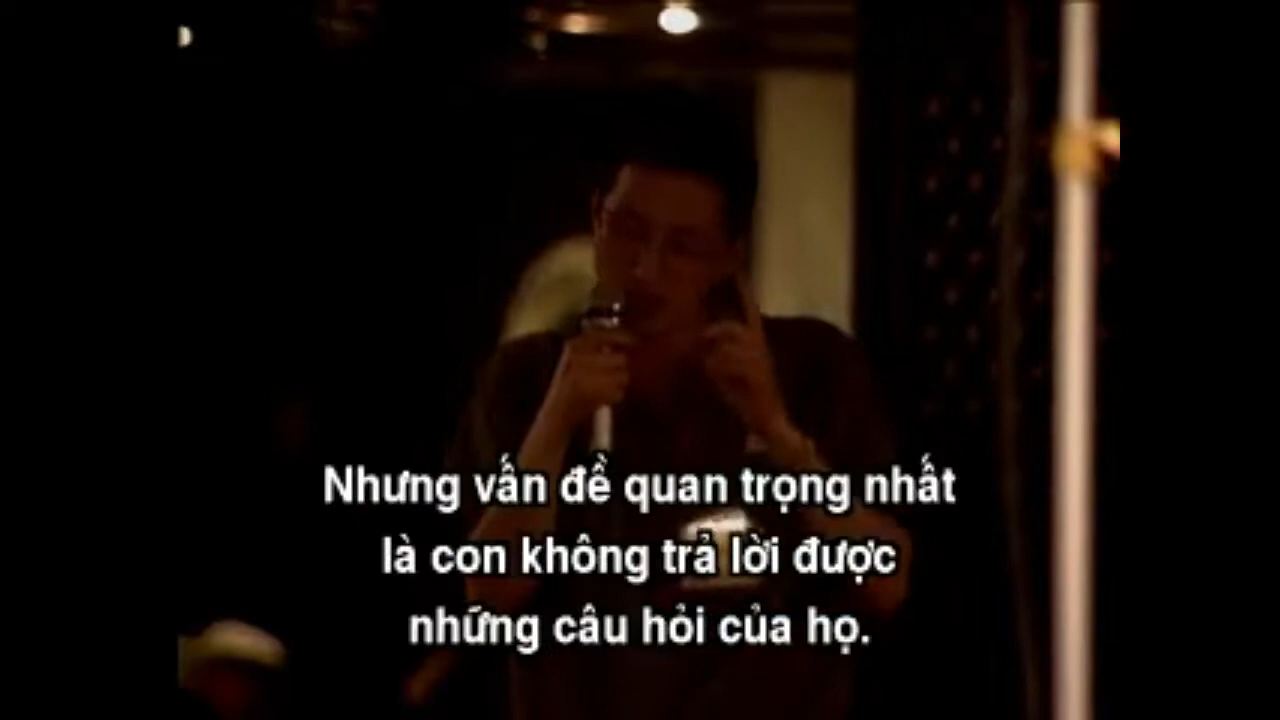 Nhưng vấn đề quan trọng nhất
là con không trả lời được
những câu hỏi của họ.